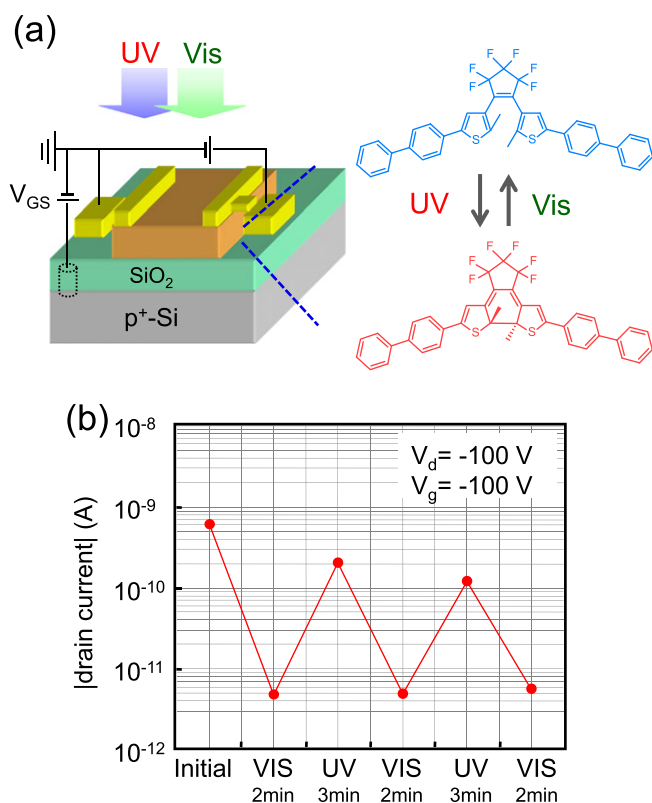 (a)
UV Vis
V_GS
SiO₂
p⁺-Si
F F F F F F
S S
UV Vis
F F F F F F
S S
(b)
|drain current| (A)
10⁻⁸
10⁻⁹
10⁻¹⁰
10⁻¹¹
10⁻¹²
V_d= -100 V
V_g= -100 V
Initial VIS UV VIS UV VIS
2min 3min 2min 3min 2min